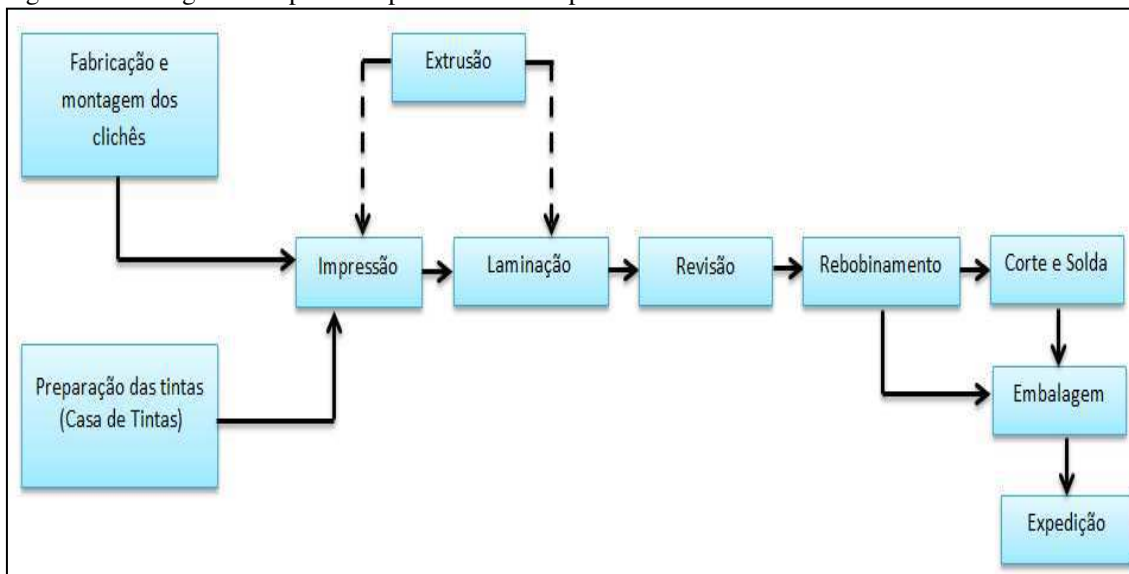 Fabricação e
montagem dos
clichês
Extrusão
Impressão
Laminação
Revisão
Rebobinamento
Corte e Solda
Preparação das tintas
(Casa de Tintas)
Embalagem
Expedição